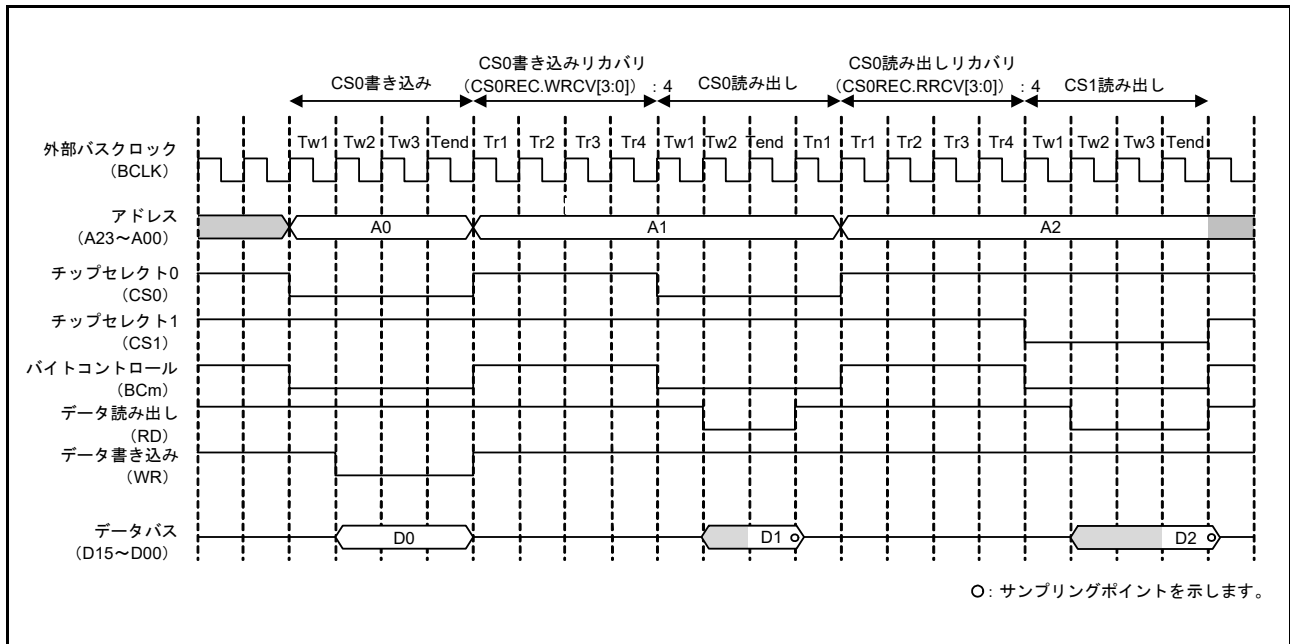 CS0書き込み
CS0書き込みリカバリ
(CS0REC.WRCV[3:0]) : 4
CS0読み出し
CS0読み出しリカバリ
(CS0REC.RRCV[3:0]) : 4
CS1読み出し
外部バスクロック
(BCLK)
Tw1 Tw2 Tw3 Tend Tr1 Tr2 Tr3 Tr4 Tw1 Tw2 Tend Tn1 Tr1 Tr2 Tr3 Tr4 Tw1 Tw2 Tw3 Tend
アドレス
(A23~A00)
A0 A1 A2
チップセレクト0
(CS0)
チップセレクト1
(CS1)
バイトコントロール
(BCm)
データ読み出し
(RD)
データ書き込み
(WR)
データバス
(D15~D00)
D0 D1 D2
: サンプリングポイントを示します。